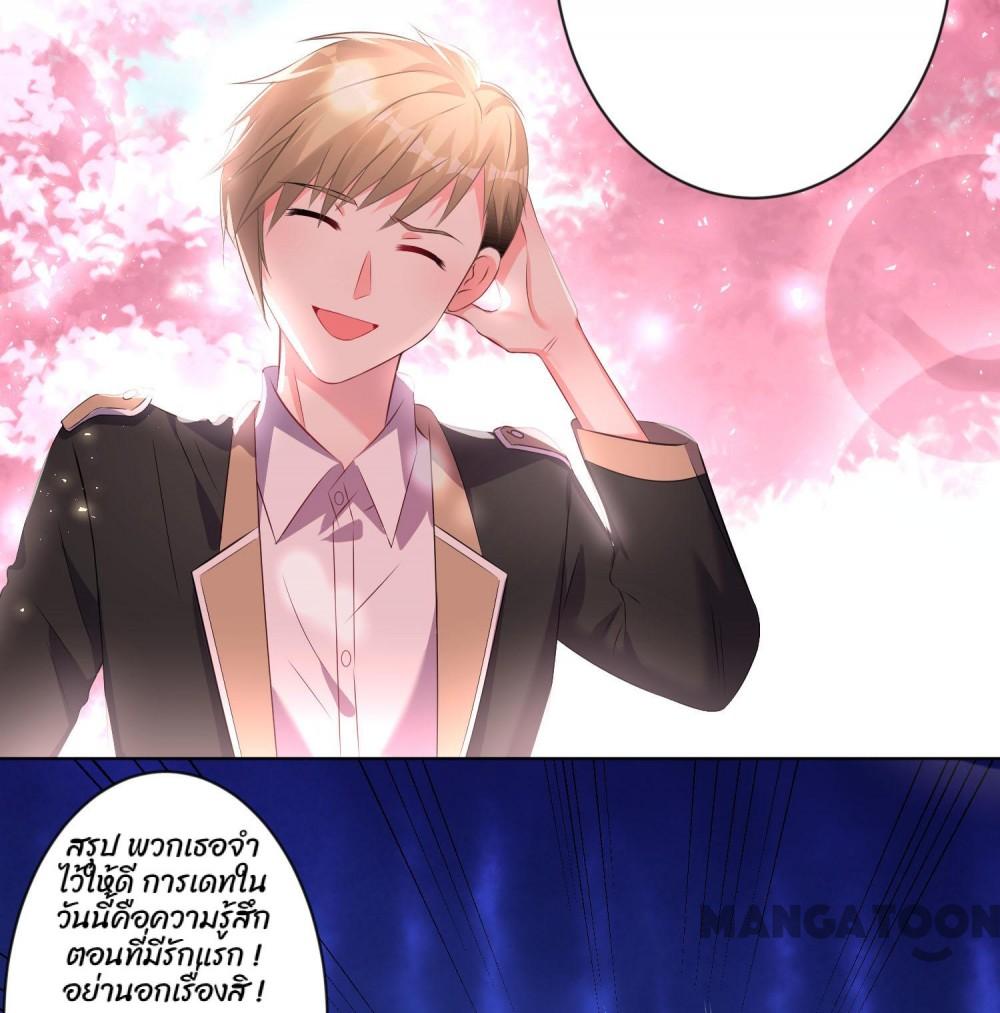 สรุป พวกเธอจำ
ไว้ให้ดี การเดทใน
วันนี้คือความรู้สึก
ตอนที่มีรักแรก !
อย่านอกเรื่องสิ !
MANGATOON